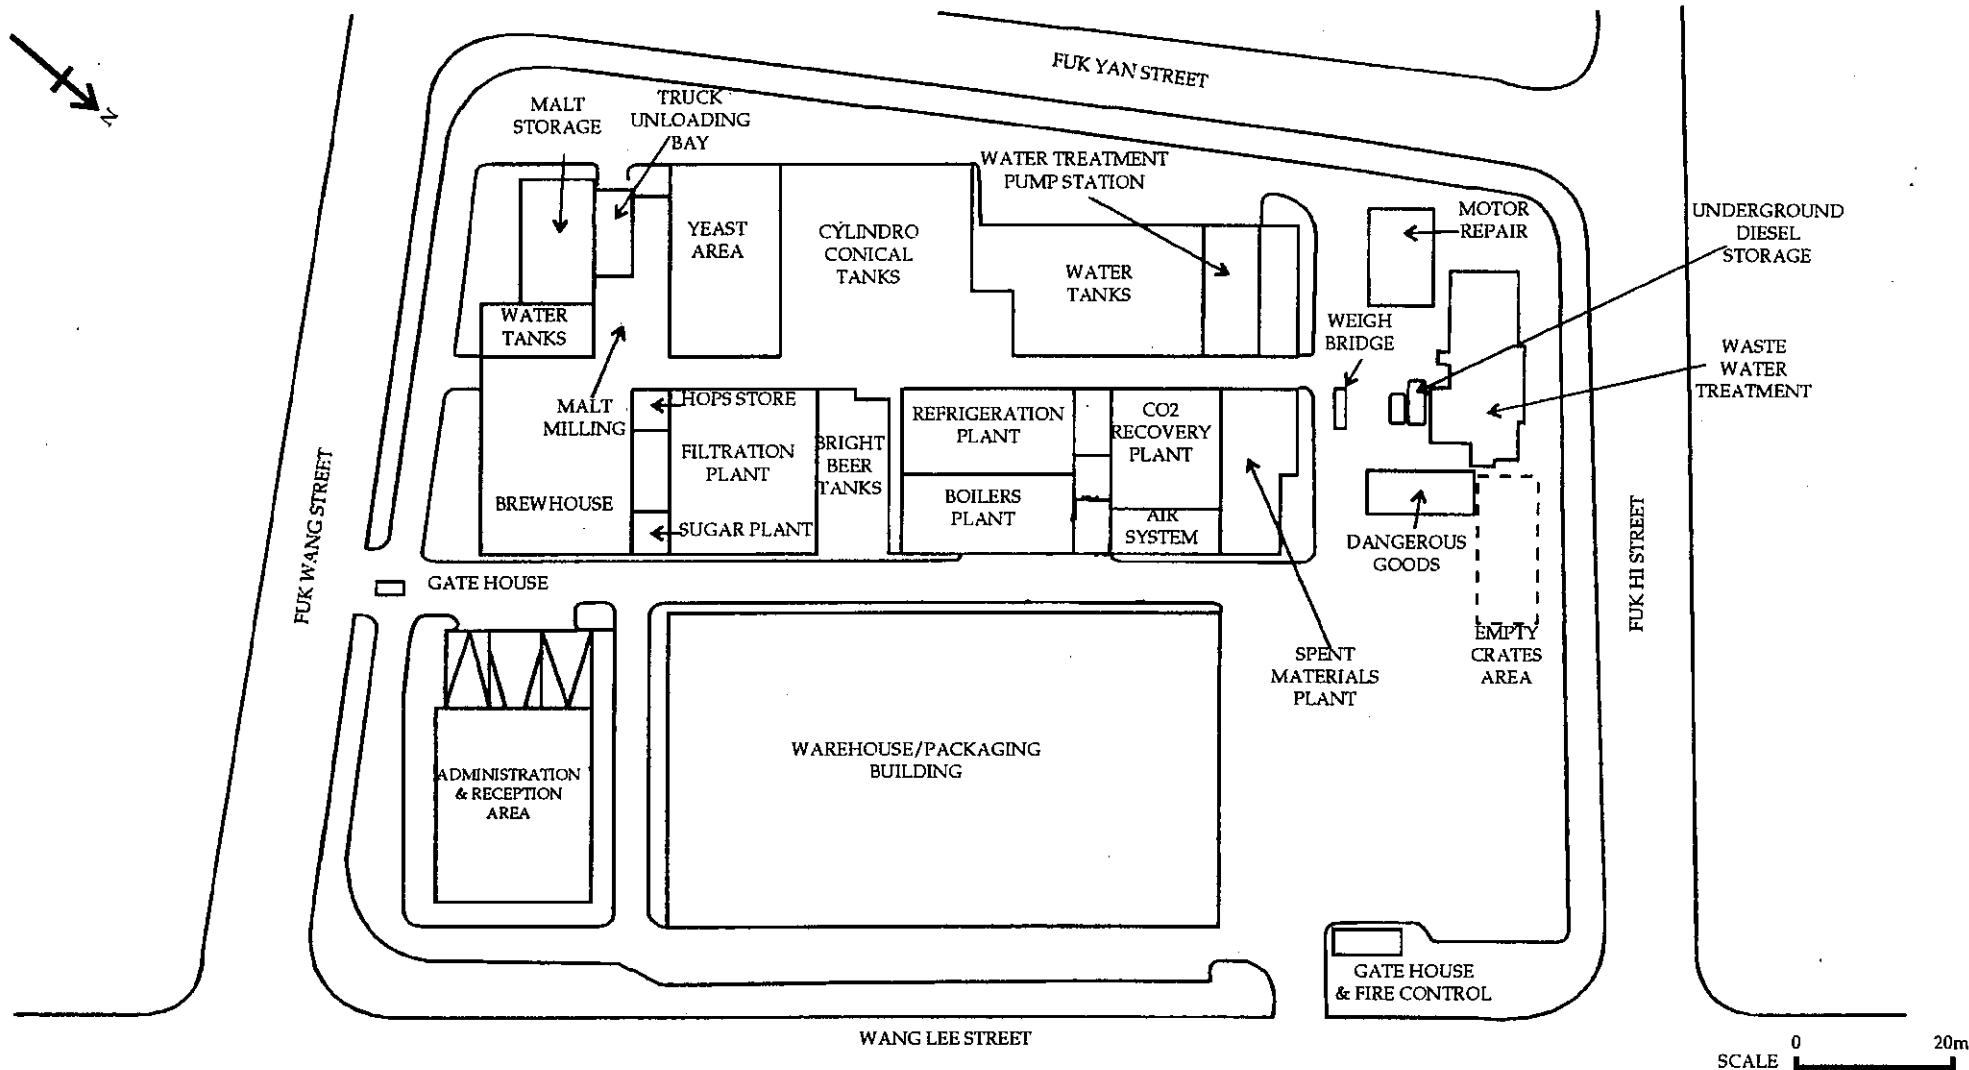 FUK YAN STREET
N
MALT
STORAGE
TRUCK
UNLOADING
BAY
WATER TREATMENT
PUMP STATION
MOTOR
REPAIR
UNDERGROUND
DIESEL
STORAGE
YEAST
AREA
CYLINDRO
CONICAL
TANKS
WATER
TANKS
WATER
TANKS
WEIGH
BRIDGE
WASTE
WATER
TREATMENT
MALT
MILLING
HOPS STORE
REFRIGERATION
PLANT
CO2
RECOVERY
PLANT
FILTRATION
PLANT
BRIGHT
BEER
TANKS
BREWHOUSE
BOILERS
PLANT
SUGAR PLANT
AIR
SYSTEM
DANGEROUS
GOODS
FUK WANG STREET
FUK HI STREET
GATE HOUSE
EMPTY
CRATES
AREA
SPENT
MATERIALS
PLANT
ADMINISTRATION
& RECEPTION
AREA
WAREHOUSE/PACKAGING
BUILDING
GATE HOUSE
& FIRE CONTROL
WANG LEE STREET
SCALE 0 20m